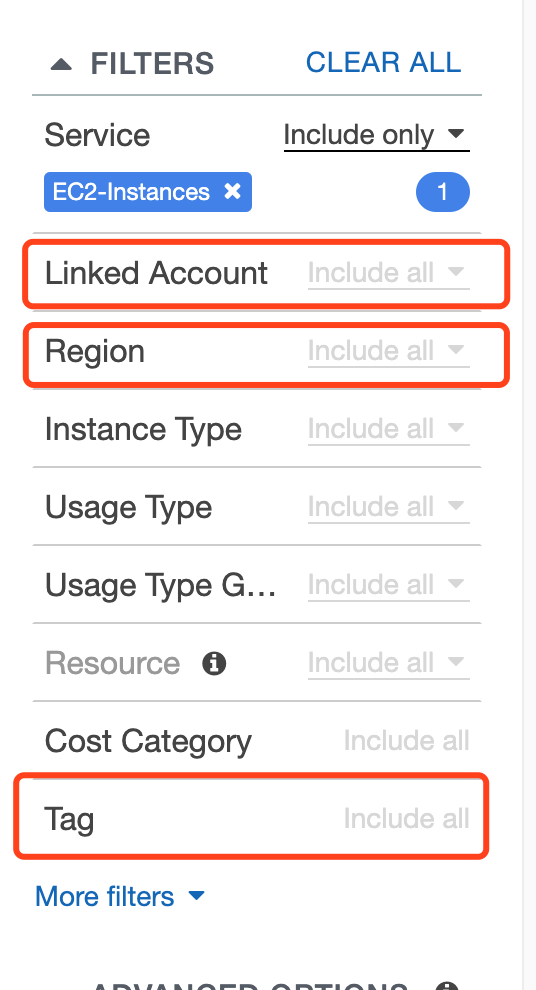 FILTERS CLEAR ALL
Service Include only
EC2-Instances × 1
Linked Account Include all
Region Include all
Instance Type Include all
Usage Type Include all
Usage Type G... Include all
Resource i Include all
Cost Category Include all
Tag Include all
More filters
ADVANCED OPTIONS i